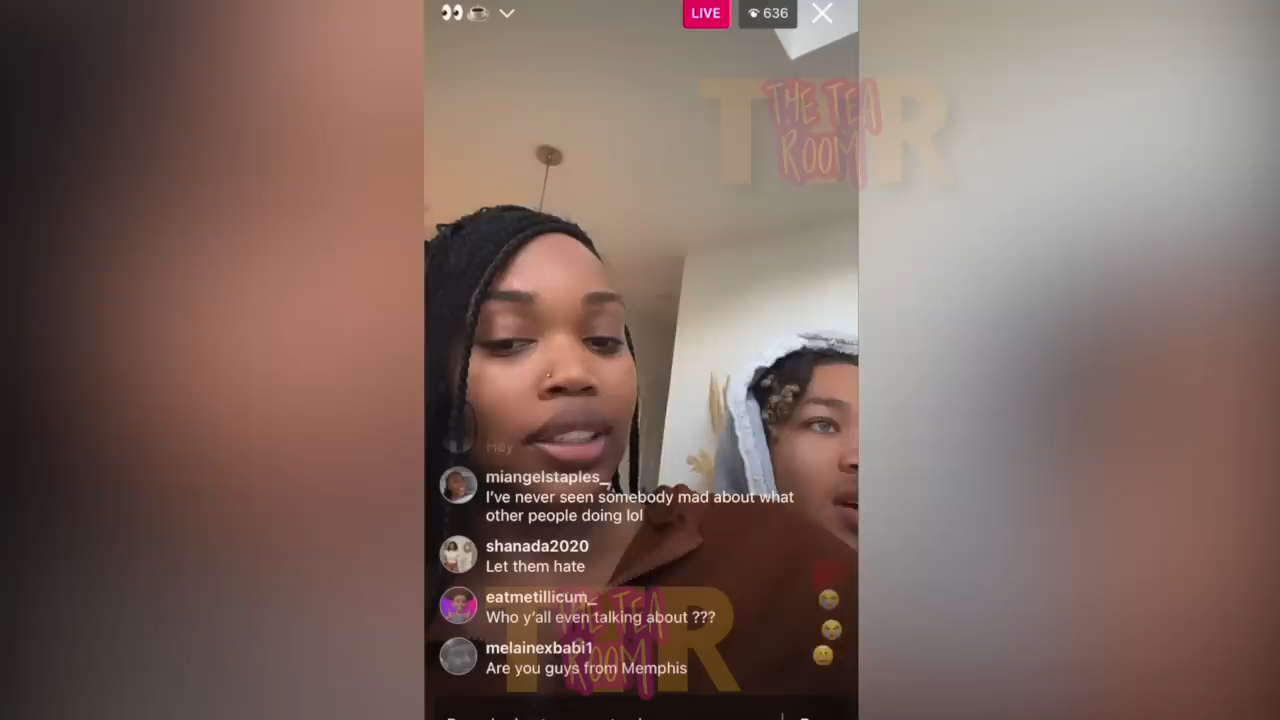 LIVE
636
THE TEA
ROOM
T R
Hey
miangelstaples_
I've never seen somebody mad about what
other people doing lol
shanada2020
Let them hate
eatmetillicum_
Who y'all even talking about ???
melainexbabi1
Are you guys from Memphis
T R
THE TEA
ROOM